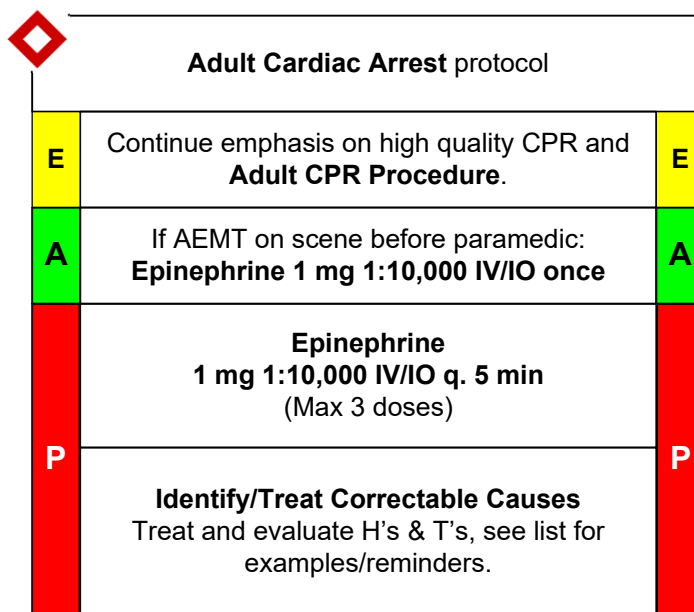 Adult Cardiac Arrest protocol
E
Continue emphasis on high quality CPR and
Adult CPR Procedure.
E
A
If AEMT on scene before paramedic:
Epinephrine 1 mg 1:10,000 IV/IO once
A
Epinephrine
1 mg 1:10,000 IV/IO q. 5 min
(Max 3 doses)
P
P
Identify/Treat Correctable Causes
Treat and evaluate H’s & T’s, see list for
examples/reminders.